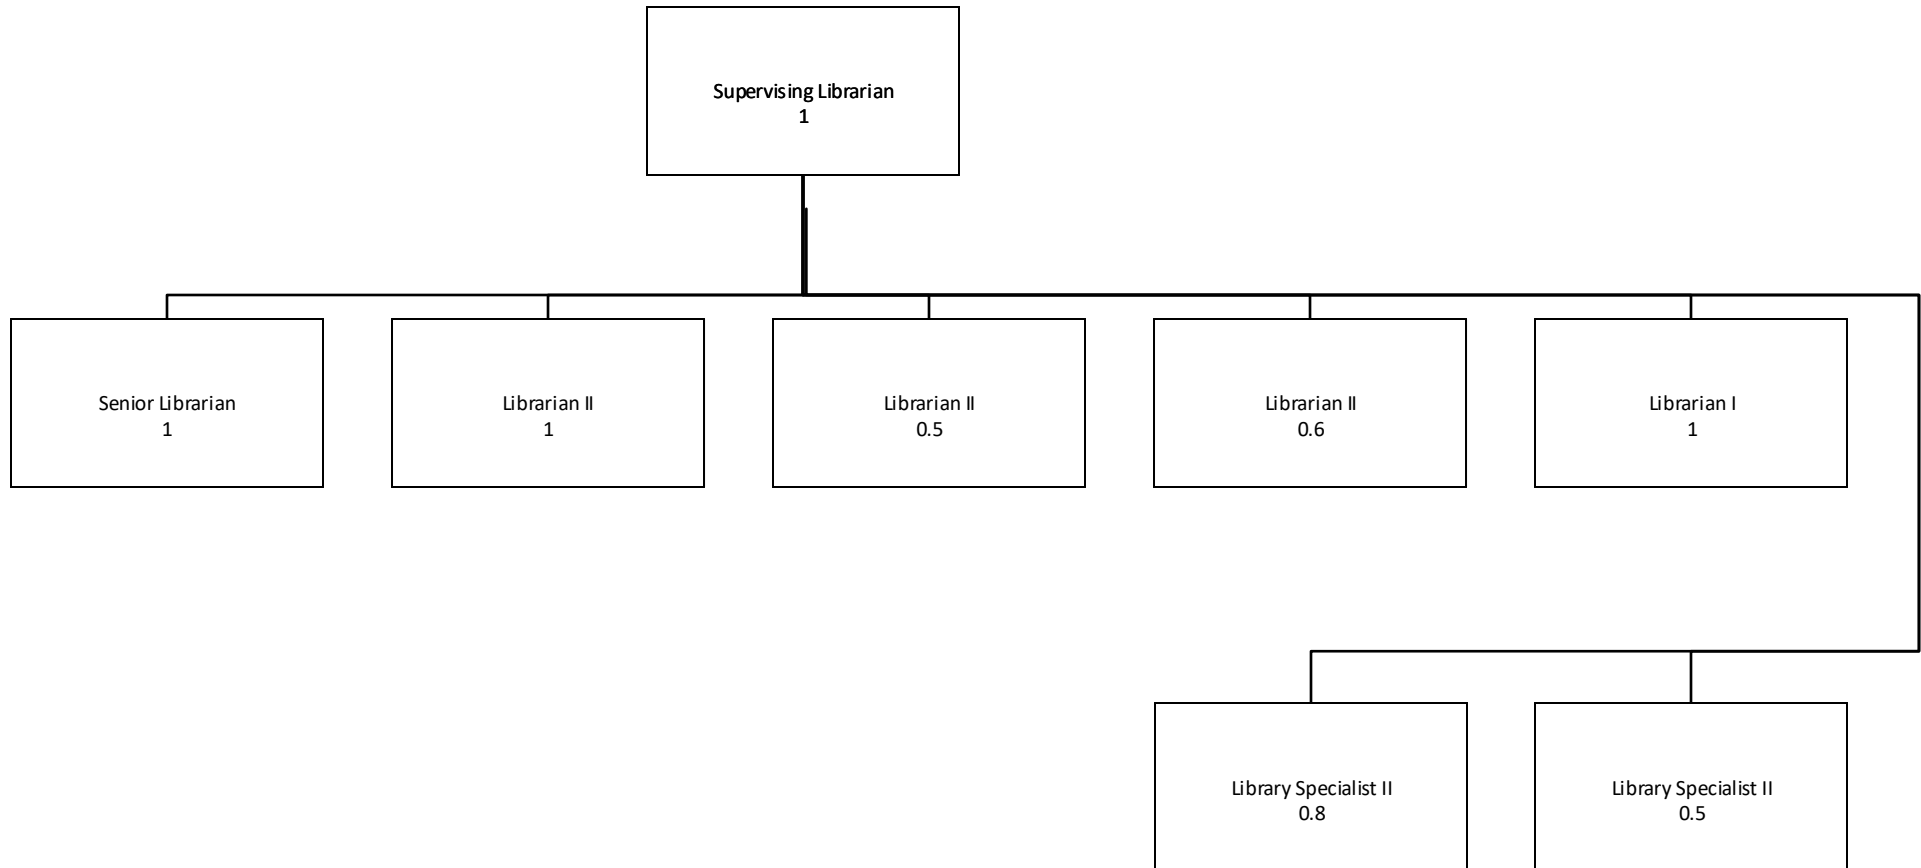 Supervising Librarian
1
Senior Librarian
1
Librarian II
1
Librarian II
0.5
Librarian II
0.6
Librarian I
1
Library Specialist II
0.8
Library Specialist II
0.5